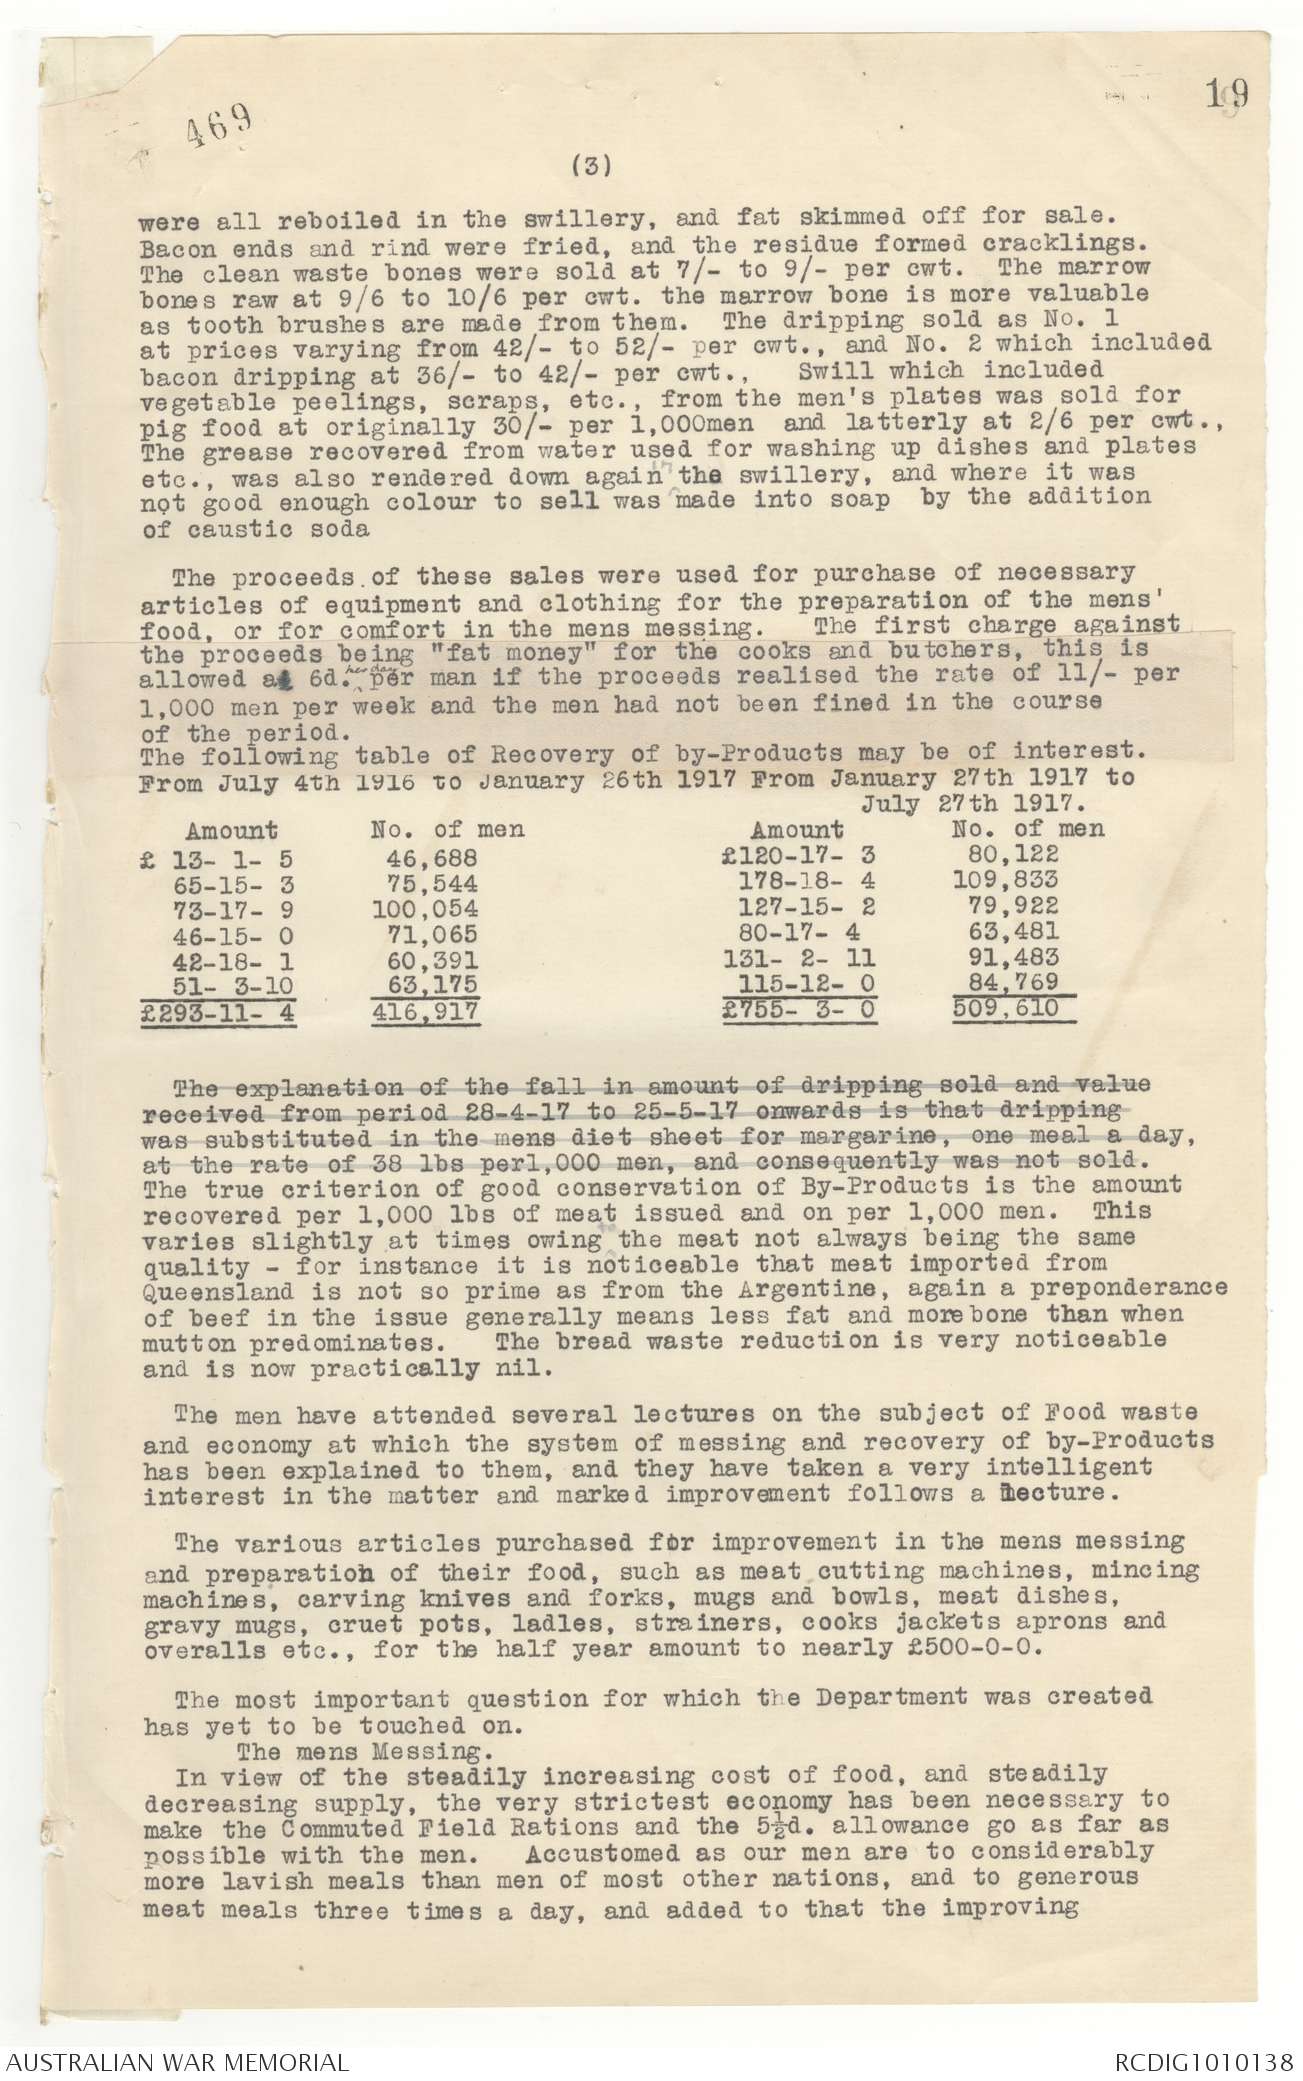 469
19
(3)
were all reboiled in the swillery, and fat skimmed off for sale.
Bacon ends and rind were fried, and the residue formed cracklings.
The clean waste bones were sold at 7/- to 9/- per cwt.  The marrow
bones raw at 9/6 to 10/6 per cwt. the marrow bone is more valuable
as tooth brushes are made from them.  The dripping sold as No. 1
at prices varying from 42/- to 52/- per cwt., and No. 2 which included
bacon dripping at 36/- to 42/- per cwt.,  Swill which included
vegetable peelings, scraps, etc., from the men's plates was sold for
pig food at originally 30/- per 1,000men and latterly at 2/6 per cwt.,
The grease recovered from water used for washing up dishes and plates
etc., was also rendered down again in the swillery, and where it was
not good enough colour to sell was made into soap by the addition
of caustic soda
The proceeds of these sales were used for purchase of necessary
articles of equipment and clothing for the preparation of the mens'
food, or for comfort in the mens messing.  The first charge against
the proceeds being "fat money" for the cooks and butchers, this is
allowed at 6d. per day per man if the proceeds realised the rate of 11/- per
1,000 men per week and the men had not been fined in the course
of the period.
The following table of Recovery of by-Products may be of interest.
From July 4th 1916 to January 26th 1917 From January 27th 1917 to
July 27th 1917.
Amount No. of men Amount No. of men
£ 13- 1- 5 46,688 £120-17- 3 80,122
65-15- 3 75,544 178-18- 4 109,833
73-17- 9 100,054 127-15- 2 79,922
46-15- 0 71,065 80-17- 4 63,481
42-18- 1 60,391 131- 2- 11 91,483
51- 3-10 63,175 115-12- 0 84,769
£293-11- 4 416,917 £755- 3- 0 509,610
The explanation of the fall in amount of dripping sold and value
received from period 28-4-17 to 25-5-17 onwards is that dripping
was substituted in the mens diet sheet for margarine, one meal a day,
at the rate of 38 lbs per1,000 men, and consequently was not sold.
The true criterion of good conservation of By-Products is the amount
recovered per 1,000 lbs of meat issued and on per 1,000 men.  This
varies slightly at times owing to the meat not always being the same
quality - for instance it is noticeable that meat imported from
Queensland is not so prime as from the Argentine, again a preponderance
of beef in the issue generally means less fat and more bone than when
mutton predominates.  The bread waste reduction is very noticeable
and is now practically nil.
The men have attended several lectures on the subject of Food waste
and economy at which the system of messing and recovery of by-Products
has been explained to them, and they have taken a very intelligent
interest in the matter and marked improvement follows a lecture.
The various articles purchased for improvement in the mens messing
and preparation of their food, such as meat cutting machines, mincing
machines, carving knives and forks, mugs and bowls, meat dishes,
gravy mugs, cruet pots, ladles, strainers, cooks jackets aprons and
overalls etc., for the half year amount to nearly £500-0-0.
The most important question for which the Department was created
has yet to be touched on.
The mens Messing.
In view of the steadily increasing cost of food, and steadily
decreasing supply, the very strictest economy has been necessary to
make the Commuted Field Rations and the 5½d. allowance go as far as
possible with the men.  Accustomed as our men are to considerably
more lavish meals than men of most other nations, and to generous
meat meals three times a day, and added to that the improving
AUSTRALIAN WAR MEMORIAL
RCDIG1010138